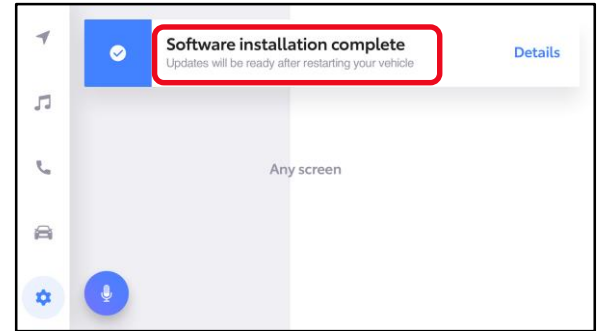 Software installation complete
Updates will be ready after restarting your vehicle
Details
Any screen